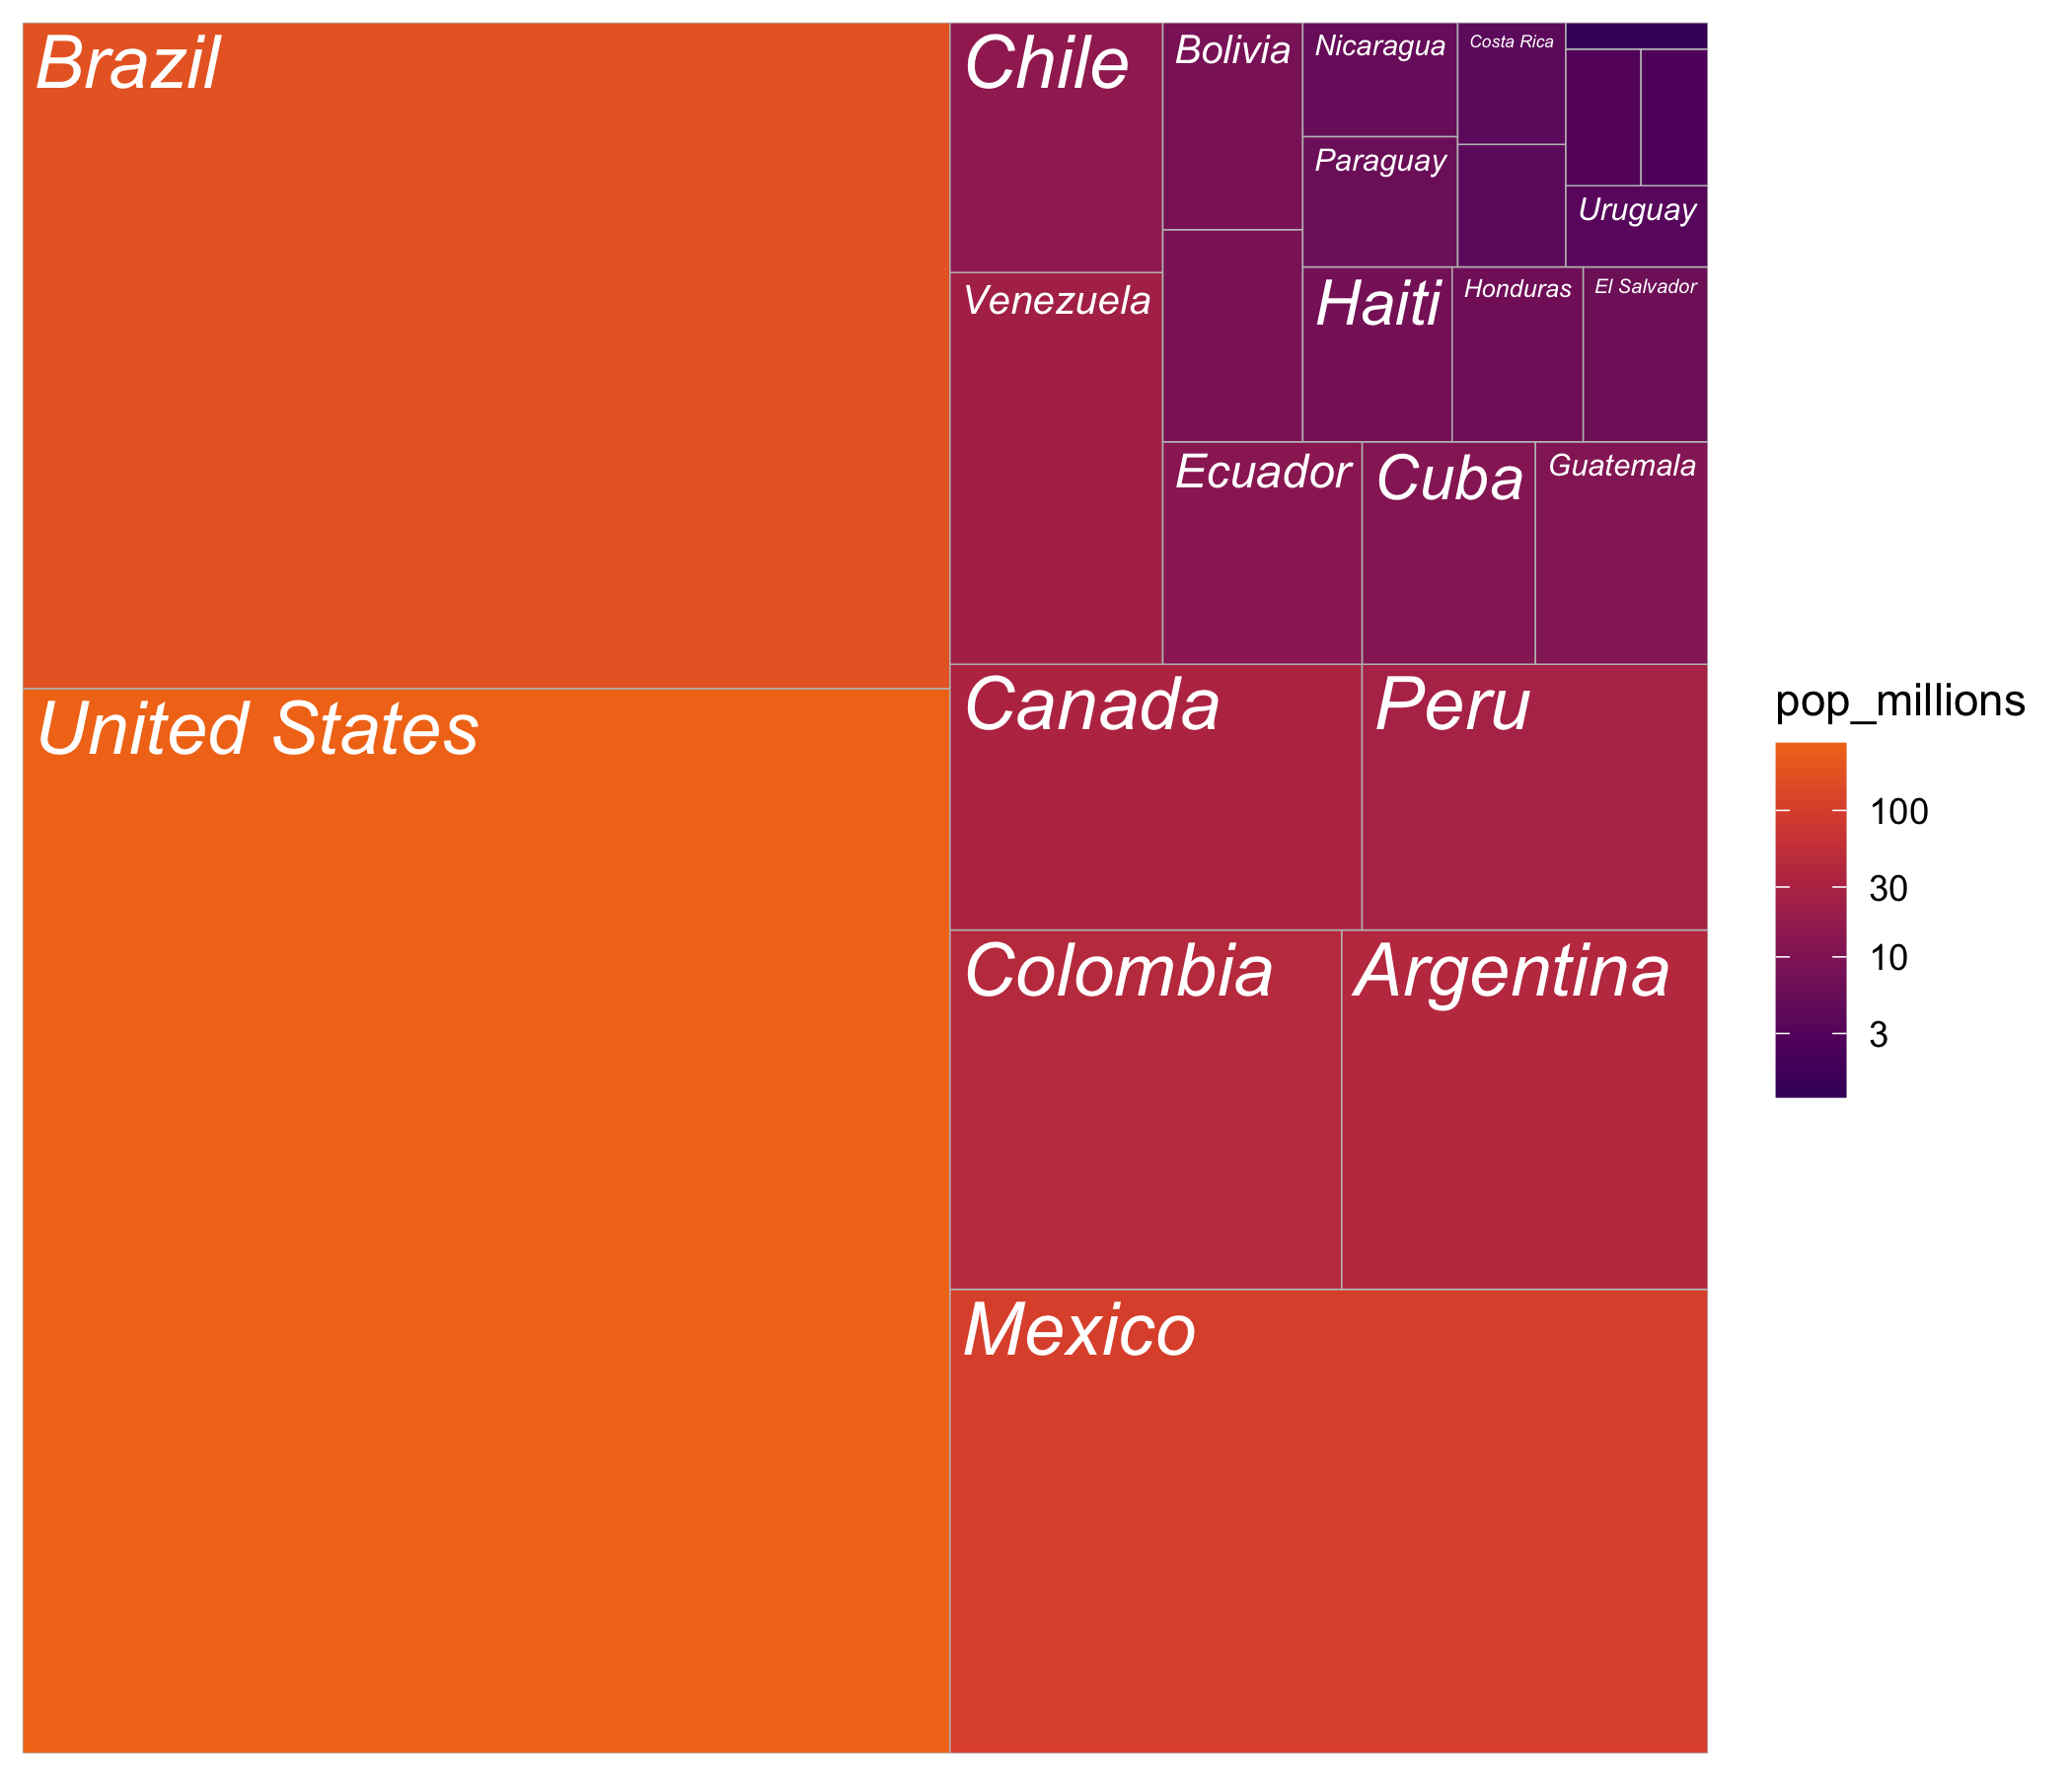 Brazil
Chile
Bolivia
Nicaragua
Costa Rica
Paraguay
Uruguay
Venezuela
Haiti
Honduras
El Salvador
Ecuador
Cuba
Guatemala
United States
Canada
Peru
Colombia
Argentina
Mexico
pop_millions
100
30
10
3